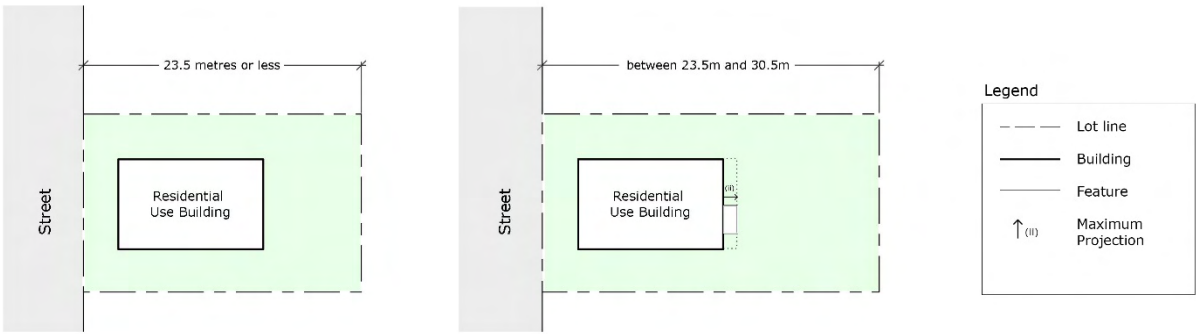 23.5 metres or less
Street
Residential
Use Building
between 23.5m and 30.5m
Street
Residential
Use Building
(ii)
Legend
Lot line
Building
Feature
(ii)
Maximum
Projection